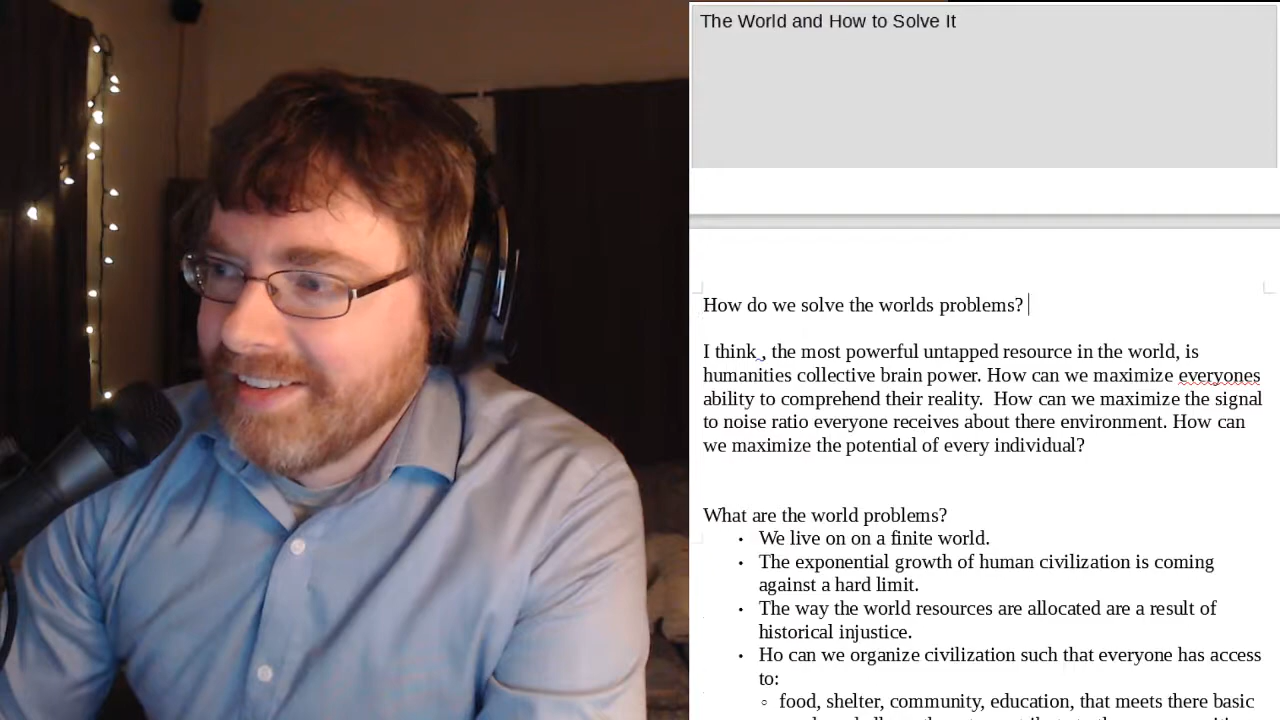 The World and How to Solve It
How do we solve the worlds problems?
I think , the most powerful untapped resource in the world, is
humanities collective brain power. How can we maximize everyones
ability to comprehend their reality.  How can we maximize the signal
to noise ratio everyone receives about there environment. How can
we maximize the potential of every individual?
What are the world problems?
• We live on on a finite world.
• The exponential growth of human civilization is coming
against a hard limit.
• The way the world resources are allocated are a result of
historical injustice.
• Ho can we organize civilization such that everyone has access
to:
◦ food, shelter, community, education, that meets there basic